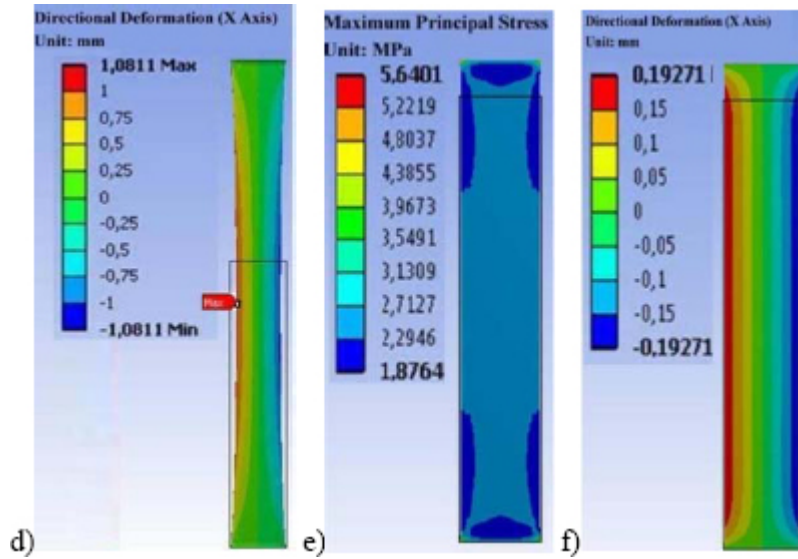 Directional Deformation (X Axis)
Unit: mm
1,0811 Max
1
0,75
0,5
0,25
0
-0,25
-0,5
-0,75
-1
-1,0811 Min
Max
d)
Maximum Principal Stress
Unit: MPa
5,6401
5,2219
4,8037
4,3855
3,9673
3,5491
3,1309
2,7127
2,2946
1,8764
e)
Directional Deformation (X Axis)
Unit: mm
0,19271
0,15
0,1
0,05
0
-0,05
-0,1
-0,15
-0,19271
f)